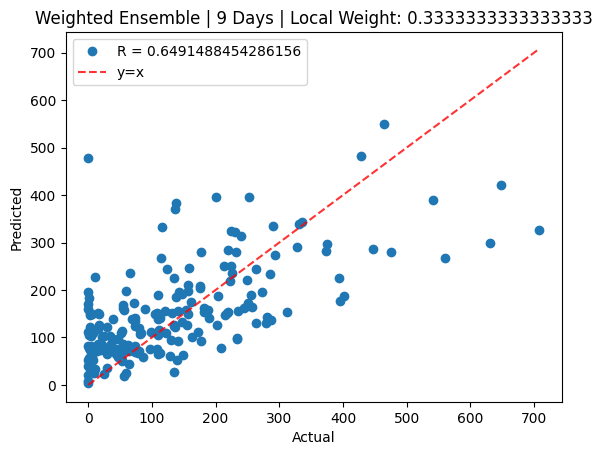 Weighted Ensemble | 9 Days | Local Weight: 0.3333333333333333
R = 0.6491488454286156
y=x
700
600
500
400
300
200
100
0
Predicted
0 100 200 300 400 500 600 700
Actual